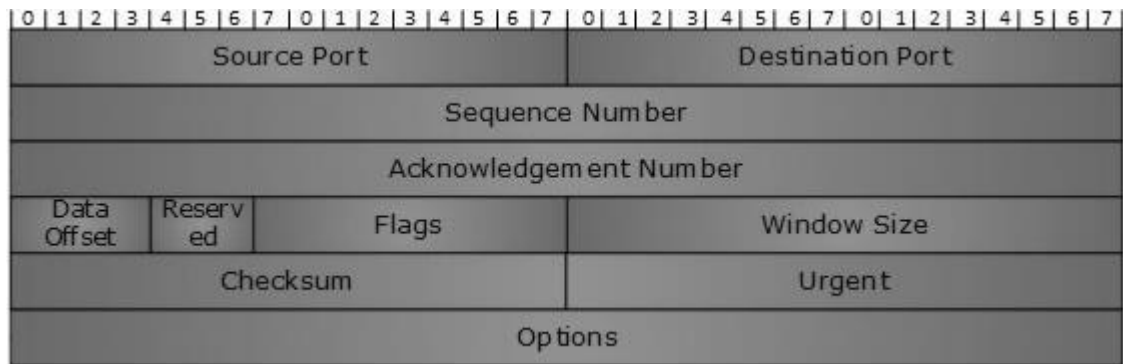 | 0 | 1 | 2 | 3 | 4 | 5 | 6 | 7 | 0 | 1 | 2 | 3 | 4 | 5 | 6 | 7 | 0 | 1 | 2 | 3 | 4 | 5 | 6 | 7 | 0 | 1 | 2 | 3 | 4 | 5 | 6 | 7 |
Source Port Destination Port
Sequence Number
Acknowledgement Number
Data Offset Reserved Flags Window Size
Checksum Urgent
Options